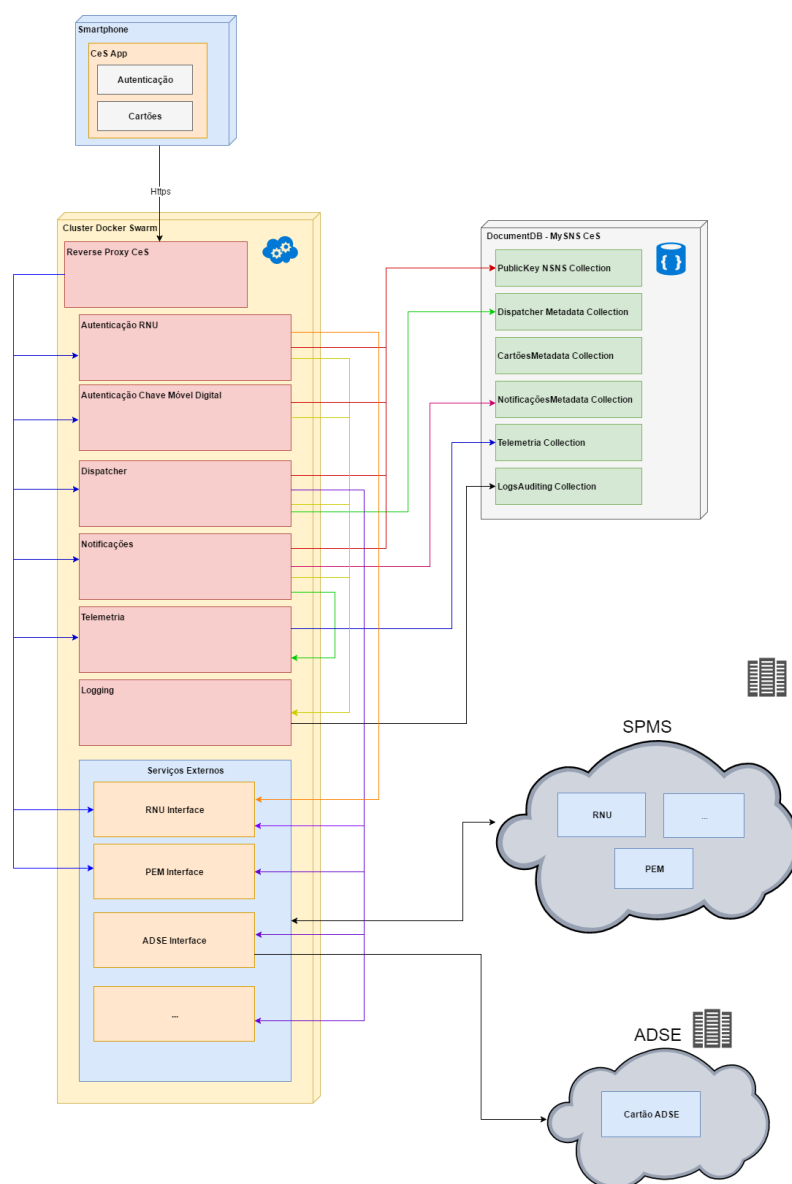 Smartphone
CeS App
Autenticação
Cartões
Https
Cluster Docker Swarm
Reverse Proxy CeS
Autenticação RNU
Autenticação Chave Móvel Digital
Dispatcher
Notificações
Telemetria
Logging
Serviços Externos
RNU Interface
PEM Interface
ADSE Interface
...
DocumentDB - MySNS CeS
{ }
PublicKey NSNS Collection
Dispatcher Metadata Collection
CartõesMetadata Collection
NotificaçõesMetadata Collection
Telemetria Collection
LogsAuditing Collection
SPMS
RNU
...
PEM
ADSE
Cartão ADSE